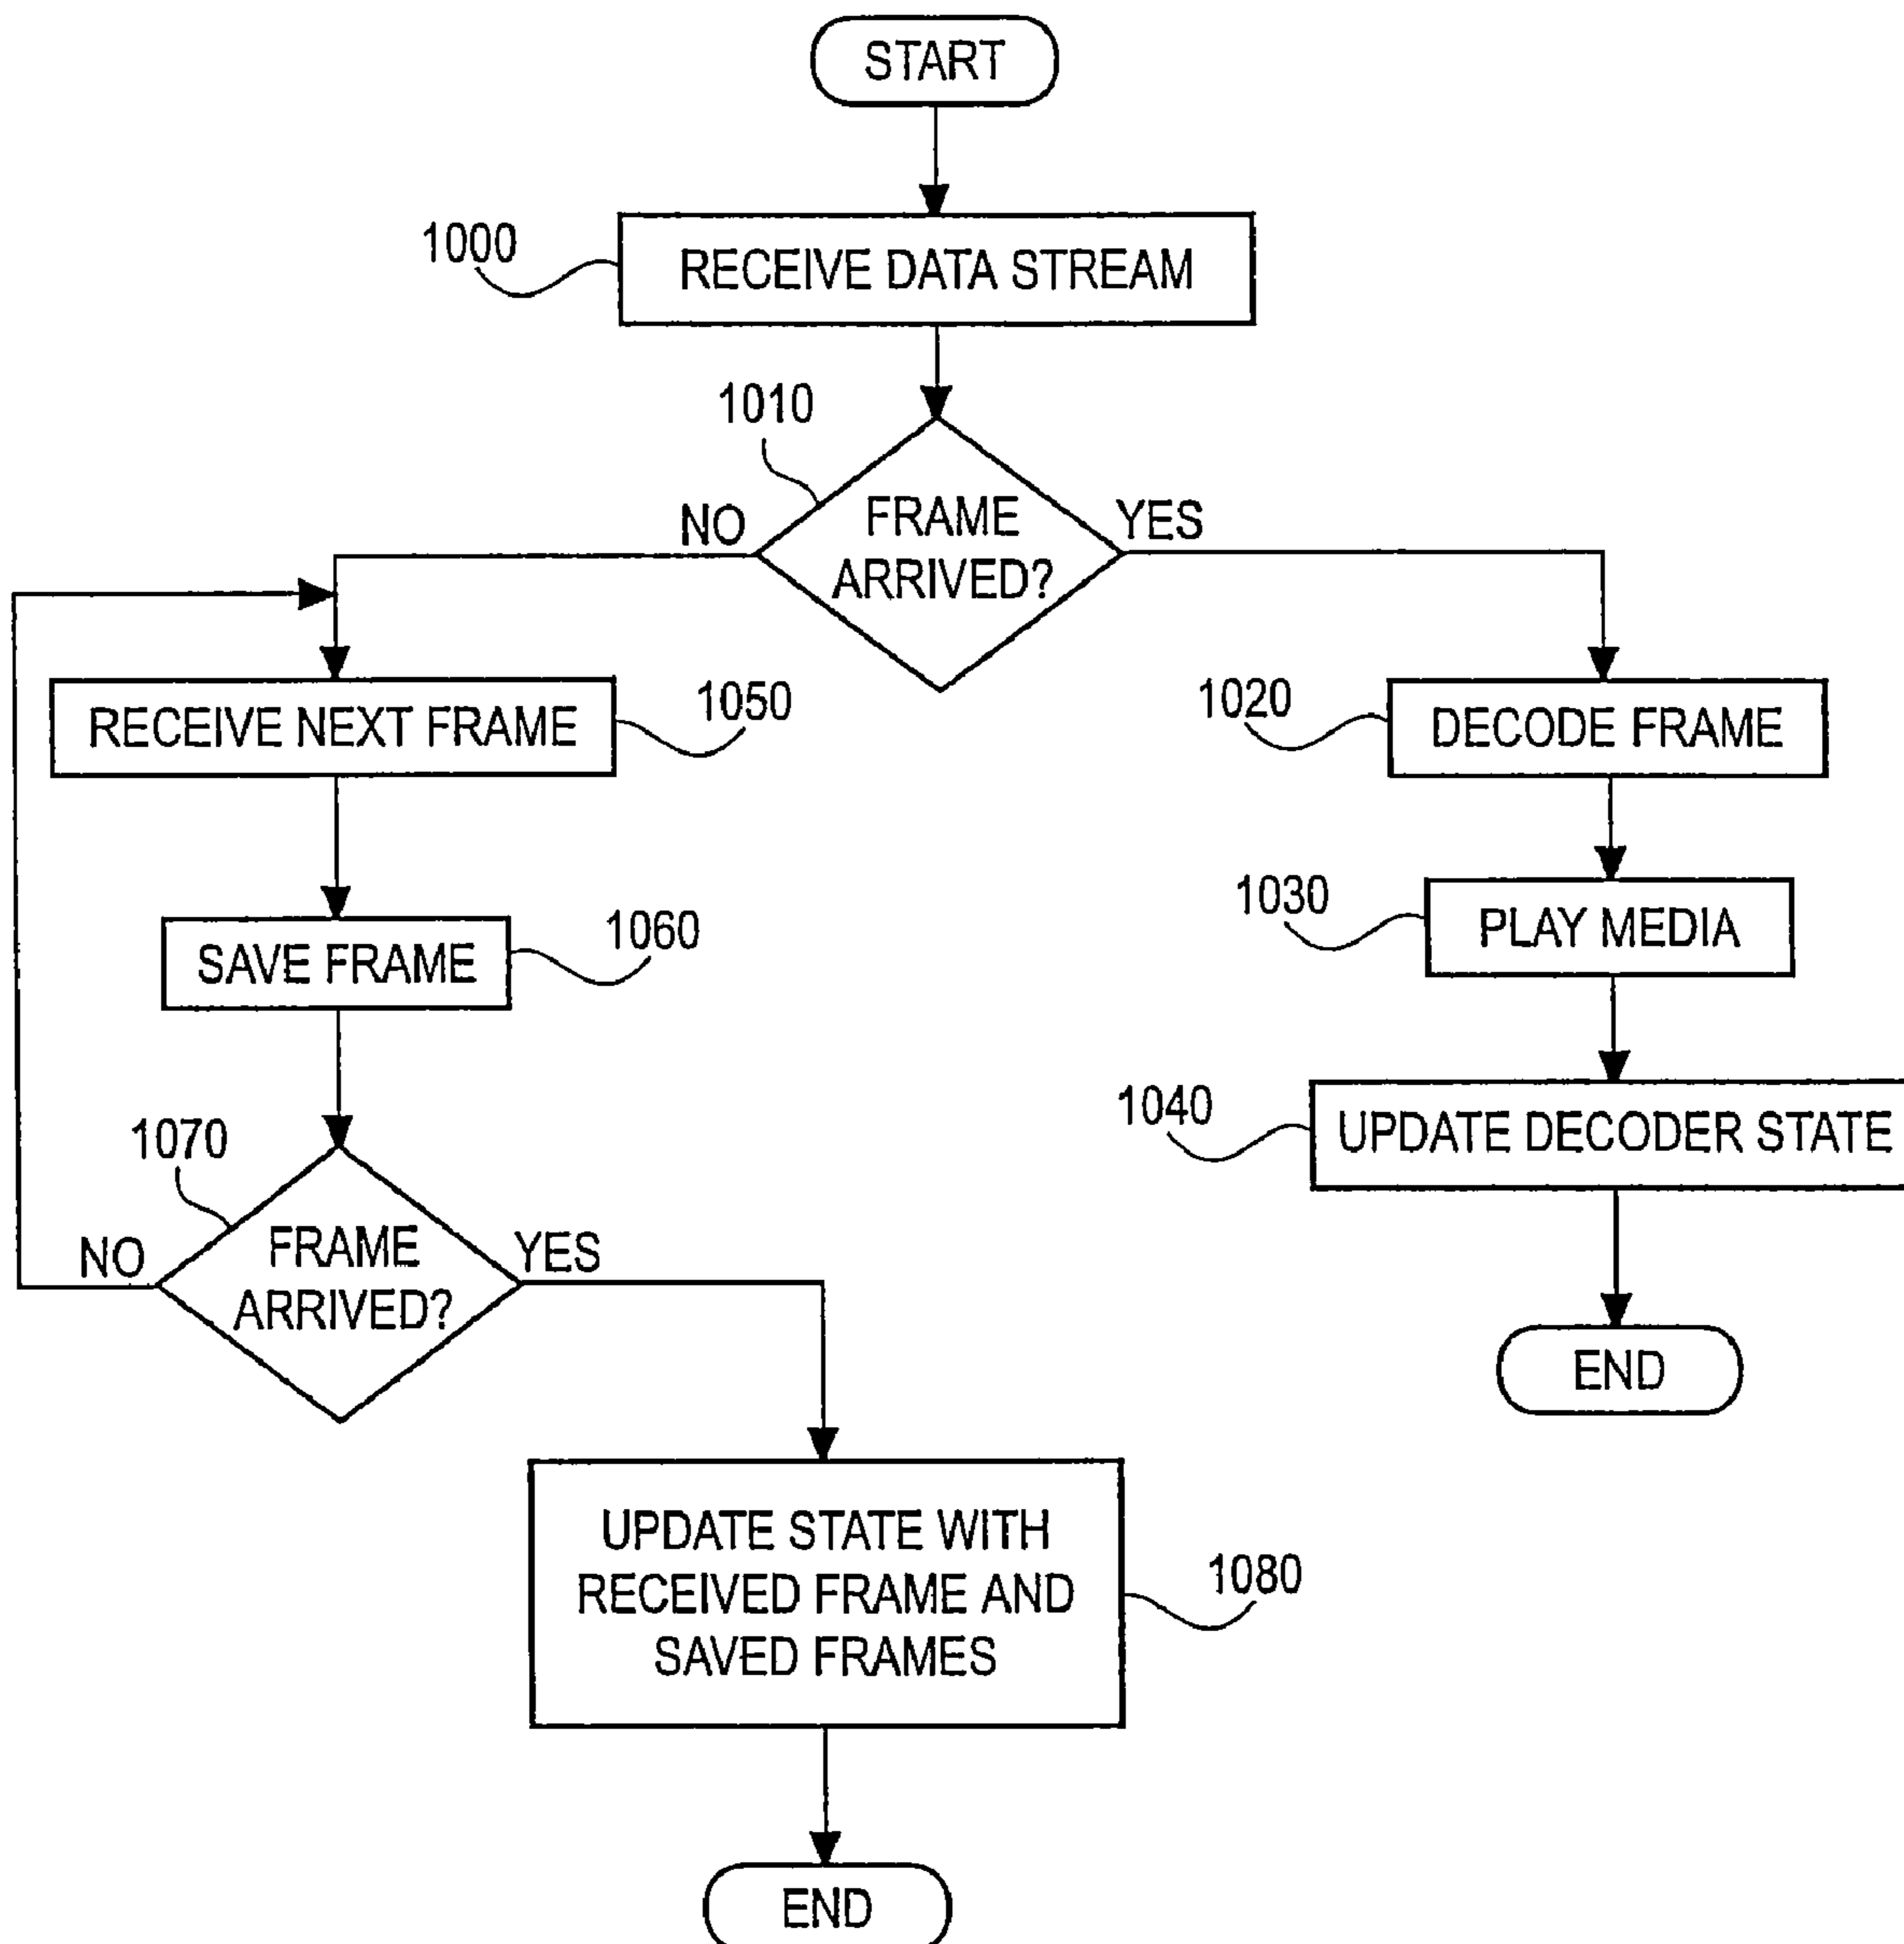 START
1000
RECEIVE DATA STREAM
1010
FRAME
ARRIVED?
NO
YES
RECEIVE NEXT FRAME
1050
1020
DECODE FRAME
SAVE FRAME
1060
1030
PLAY MEDIA
1040
UPDATE DECODER STATE
1070
FRAME
ARRIVED?
NO
YES
END
UPDATE STATE WITH
RECEIVED FRAME AND
SAVED FRAMES
1080
END